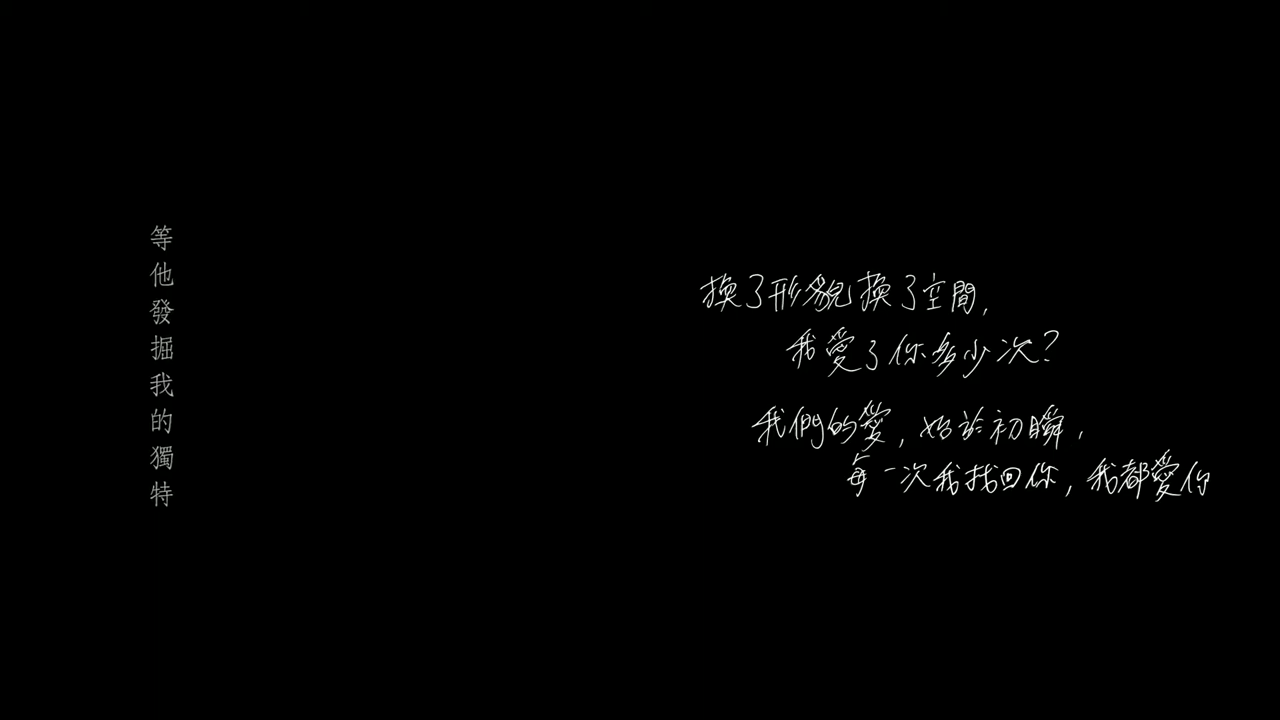 等他發掘我的獨特
換了形貌換了空間,
我愛了你多少次?
我們的愛,始於初瞬,
每一次我找回你,我都愛你